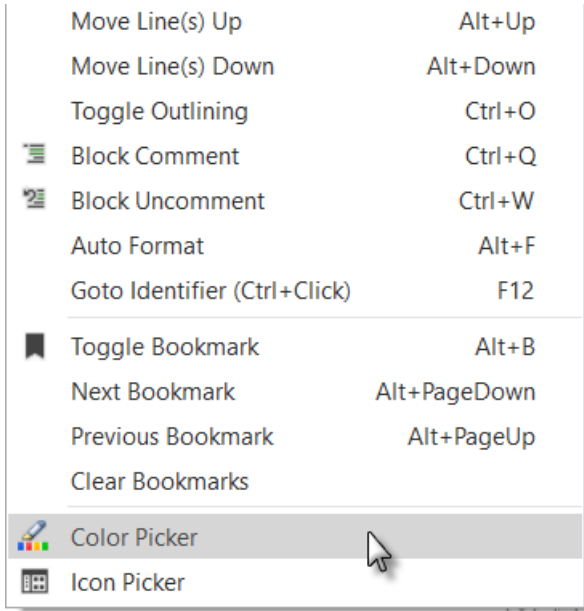 Move Line(s) Up Alt+Up
Move Line(s) Down Alt+Down
Toggle Outlining Ctrl+O
Block Comment Ctrl+Q
Block Uncomment Ctrl+W
Auto Format Alt+F
Goto Identifier (Ctrl+Click) F12
Toggle Bookmark Alt+B
Next Bookmark Alt+PageDown
Previous Bookmark Alt+PageUp
Clear Bookmarks
Color Picker
Icon Picker